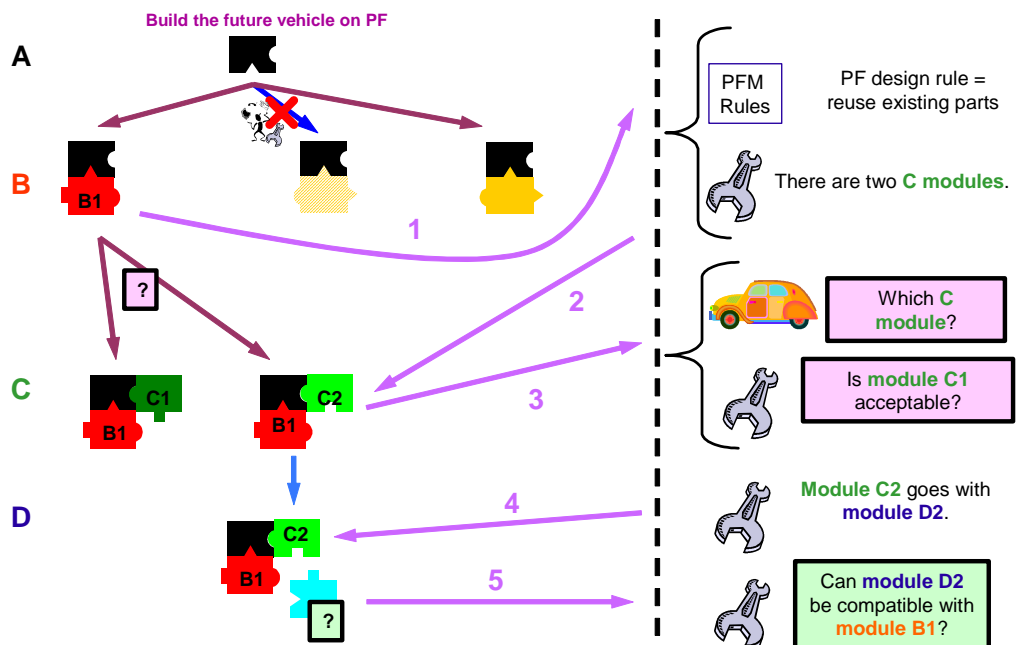 Build the future vehicle on PF
A
PFM
Rules
PF design rule =
reuse existing parts
B
B1
There are two C modules.
1
?
2
Which C
module?
C
C1
B1
C2
B1
3
Is module C1
acceptable?
D
C2
B1
4
Module C2 goes with
module D2.
?
5
Can module D2
be compatible with
module B1?